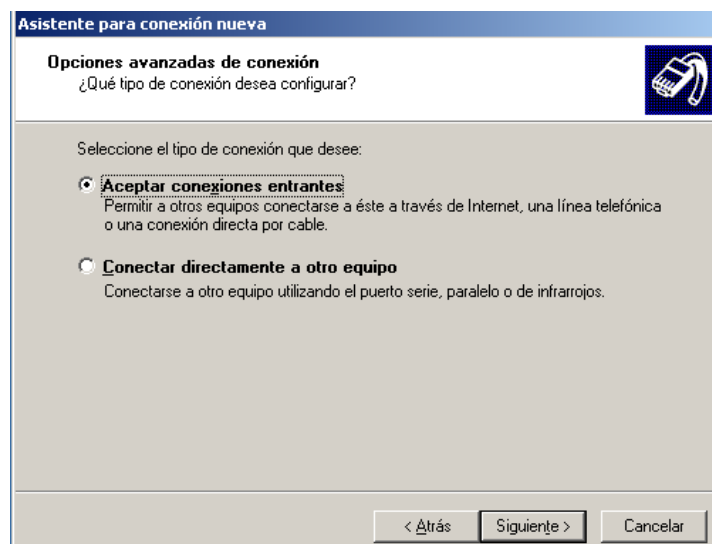 Asistente para conexión nueva
Opciones avanzadas de conexión
¿Qué tipo de conexión desea configurar?
Seleccione el tipo de conexión que desee:
Aceptar conexiones entrantes
Permitir a otros equipos conectarse a éste a través de Internet, una línea telefónica
o una conexión directa por cable.
Conectar directamente a otro equipo
Conectarse a otro equipo utilizando el puerto serie, paralelo o de infrarrojos.
< Atrás
Siguiente >
Cancelar